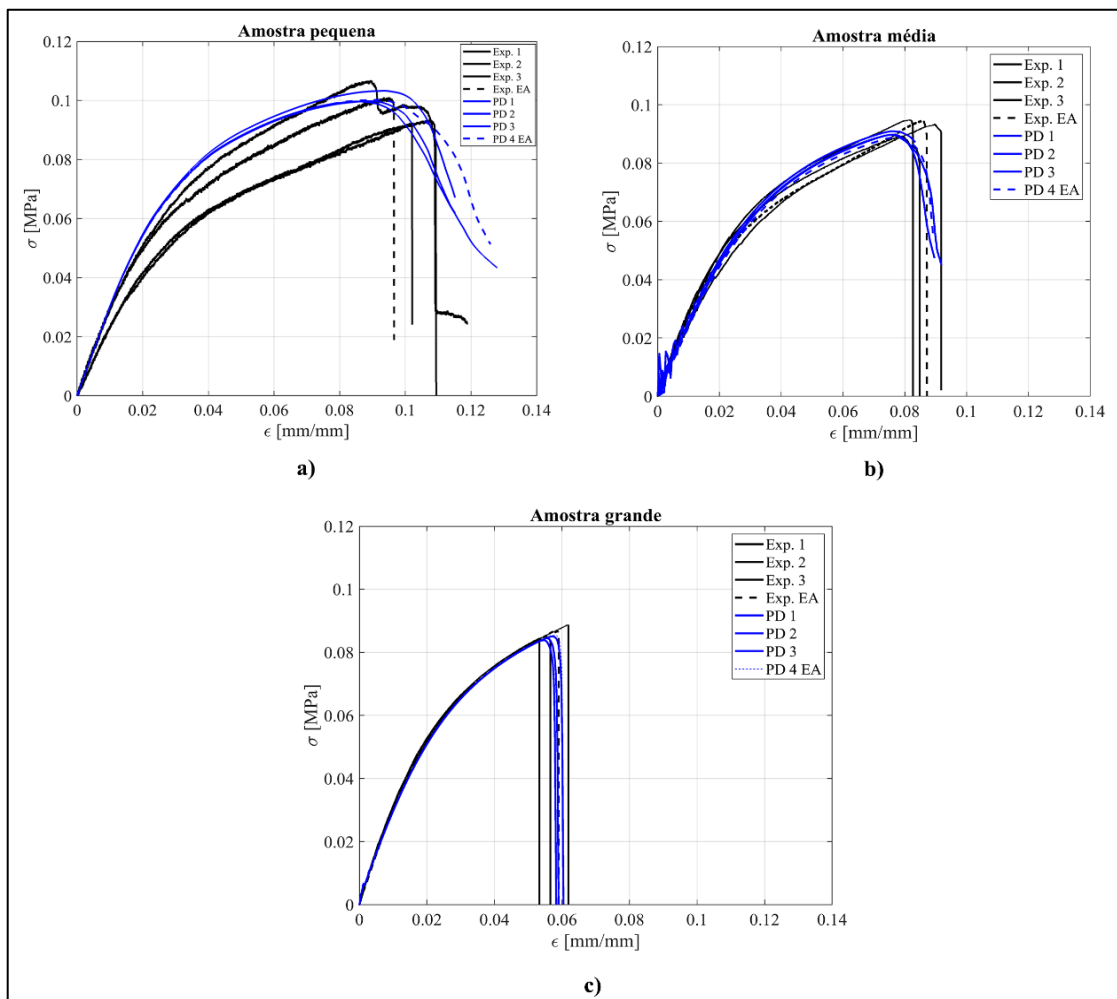 Amostra pequena
0.12
0.1
0.08
0.06
0.04
0.02
0
σ [MPa]
0 0.02 0.04 0.06 0.08 0.1 0.12 0.14
ϵ [mm/mm]
Exp. 1
Exp. 2
Exp. 3
Exp. EA
PD 1
PD 2
PD 3
PD 4 EA
a)
Amostra média
0.12
0.1
0.08
0.06
0.04
0.02
0
σ [MPa]
0 0.02 0.04 0.06 0.08 0.1 0.12 0.14
ϵ [mm/mm]
Exp. 1
Exp. 2
Exp. 3
Exp. EA
PD 1
PD 2
PD 3
PD 4 EA
b)
Amostra grande
0.12
0.1
0.08
0.06
0.04
0.02
0
σ [MPa]
0 0.02 0.04 0.06 0.08 0.1 0.12 0.14
ϵ [mm/mm]
Exp. 1
Exp. 2
Exp. 3
Exp. EA
PD 1
PD 2
PD 3
PD 4 EA
c)